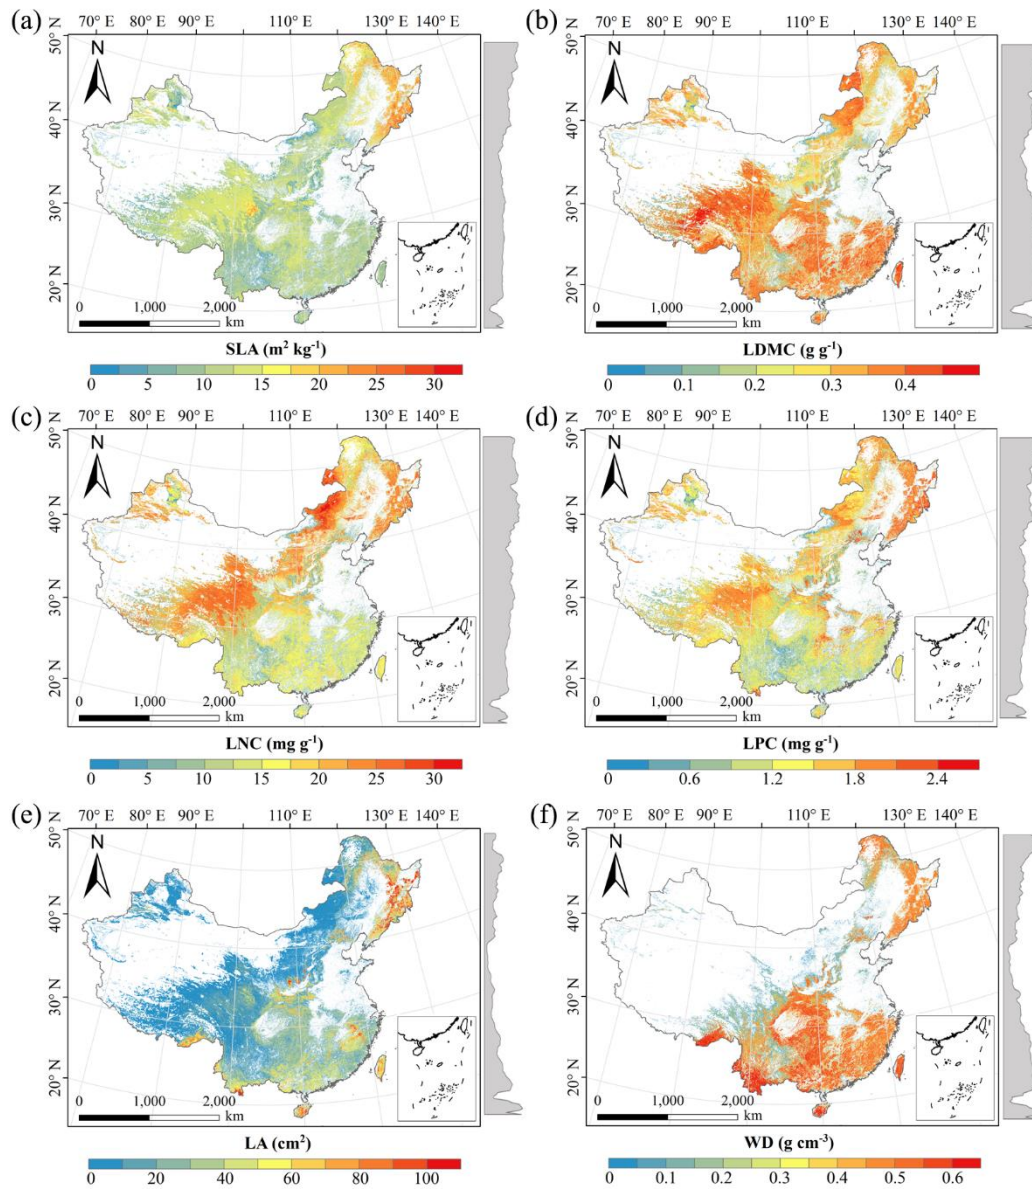 (a) 70° E 80° E 90° E 110° E 130° E 140° E
50° N
40° N
30° N
20° N
N
0 1,000 2,000
km
SLA (m² kg⁻¹)
0 5 10 15 20 25 30
(b) 70° E 80° E 90° E 110° E 130° E 140° E
50° N
40° N
30° N
20° N
N
0 1,000 2,000
km
LDMC (g g⁻¹)
0 0.1 0.2 0.3 0.4
(c) 70° E 80° E 90° E 110° E 130° E 140° E
50° N
40° N
30° N
20° N
N
0 1,000 2,000
km
LNC (mg g⁻¹)
0 5 10 15 20 25 30
(d) 70° E 80° E 90° E 110° E 130° E 140° E
50° N
40° N
30° N
20° N
N
0 1,000 2,000
km
LPC (mg g⁻¹)
0 0.6 1.2 1.8 2.4
(e) 70° E 80° E 90° E 110° E 130° E 140° E
50° N
40° N
30° N
20° N
N
0 1,000 2,000
km
LA (cm²)
0 20 40 60 80 100
(f) 70° E 80° E 90° E 110° E 130° E 140° E
50° N
40° N
30° N
20° N
N
0 1,000 2,000
km
WD (g cm⁻³)
0 0.1 0.2 0.3 0.4 0.5 0.6